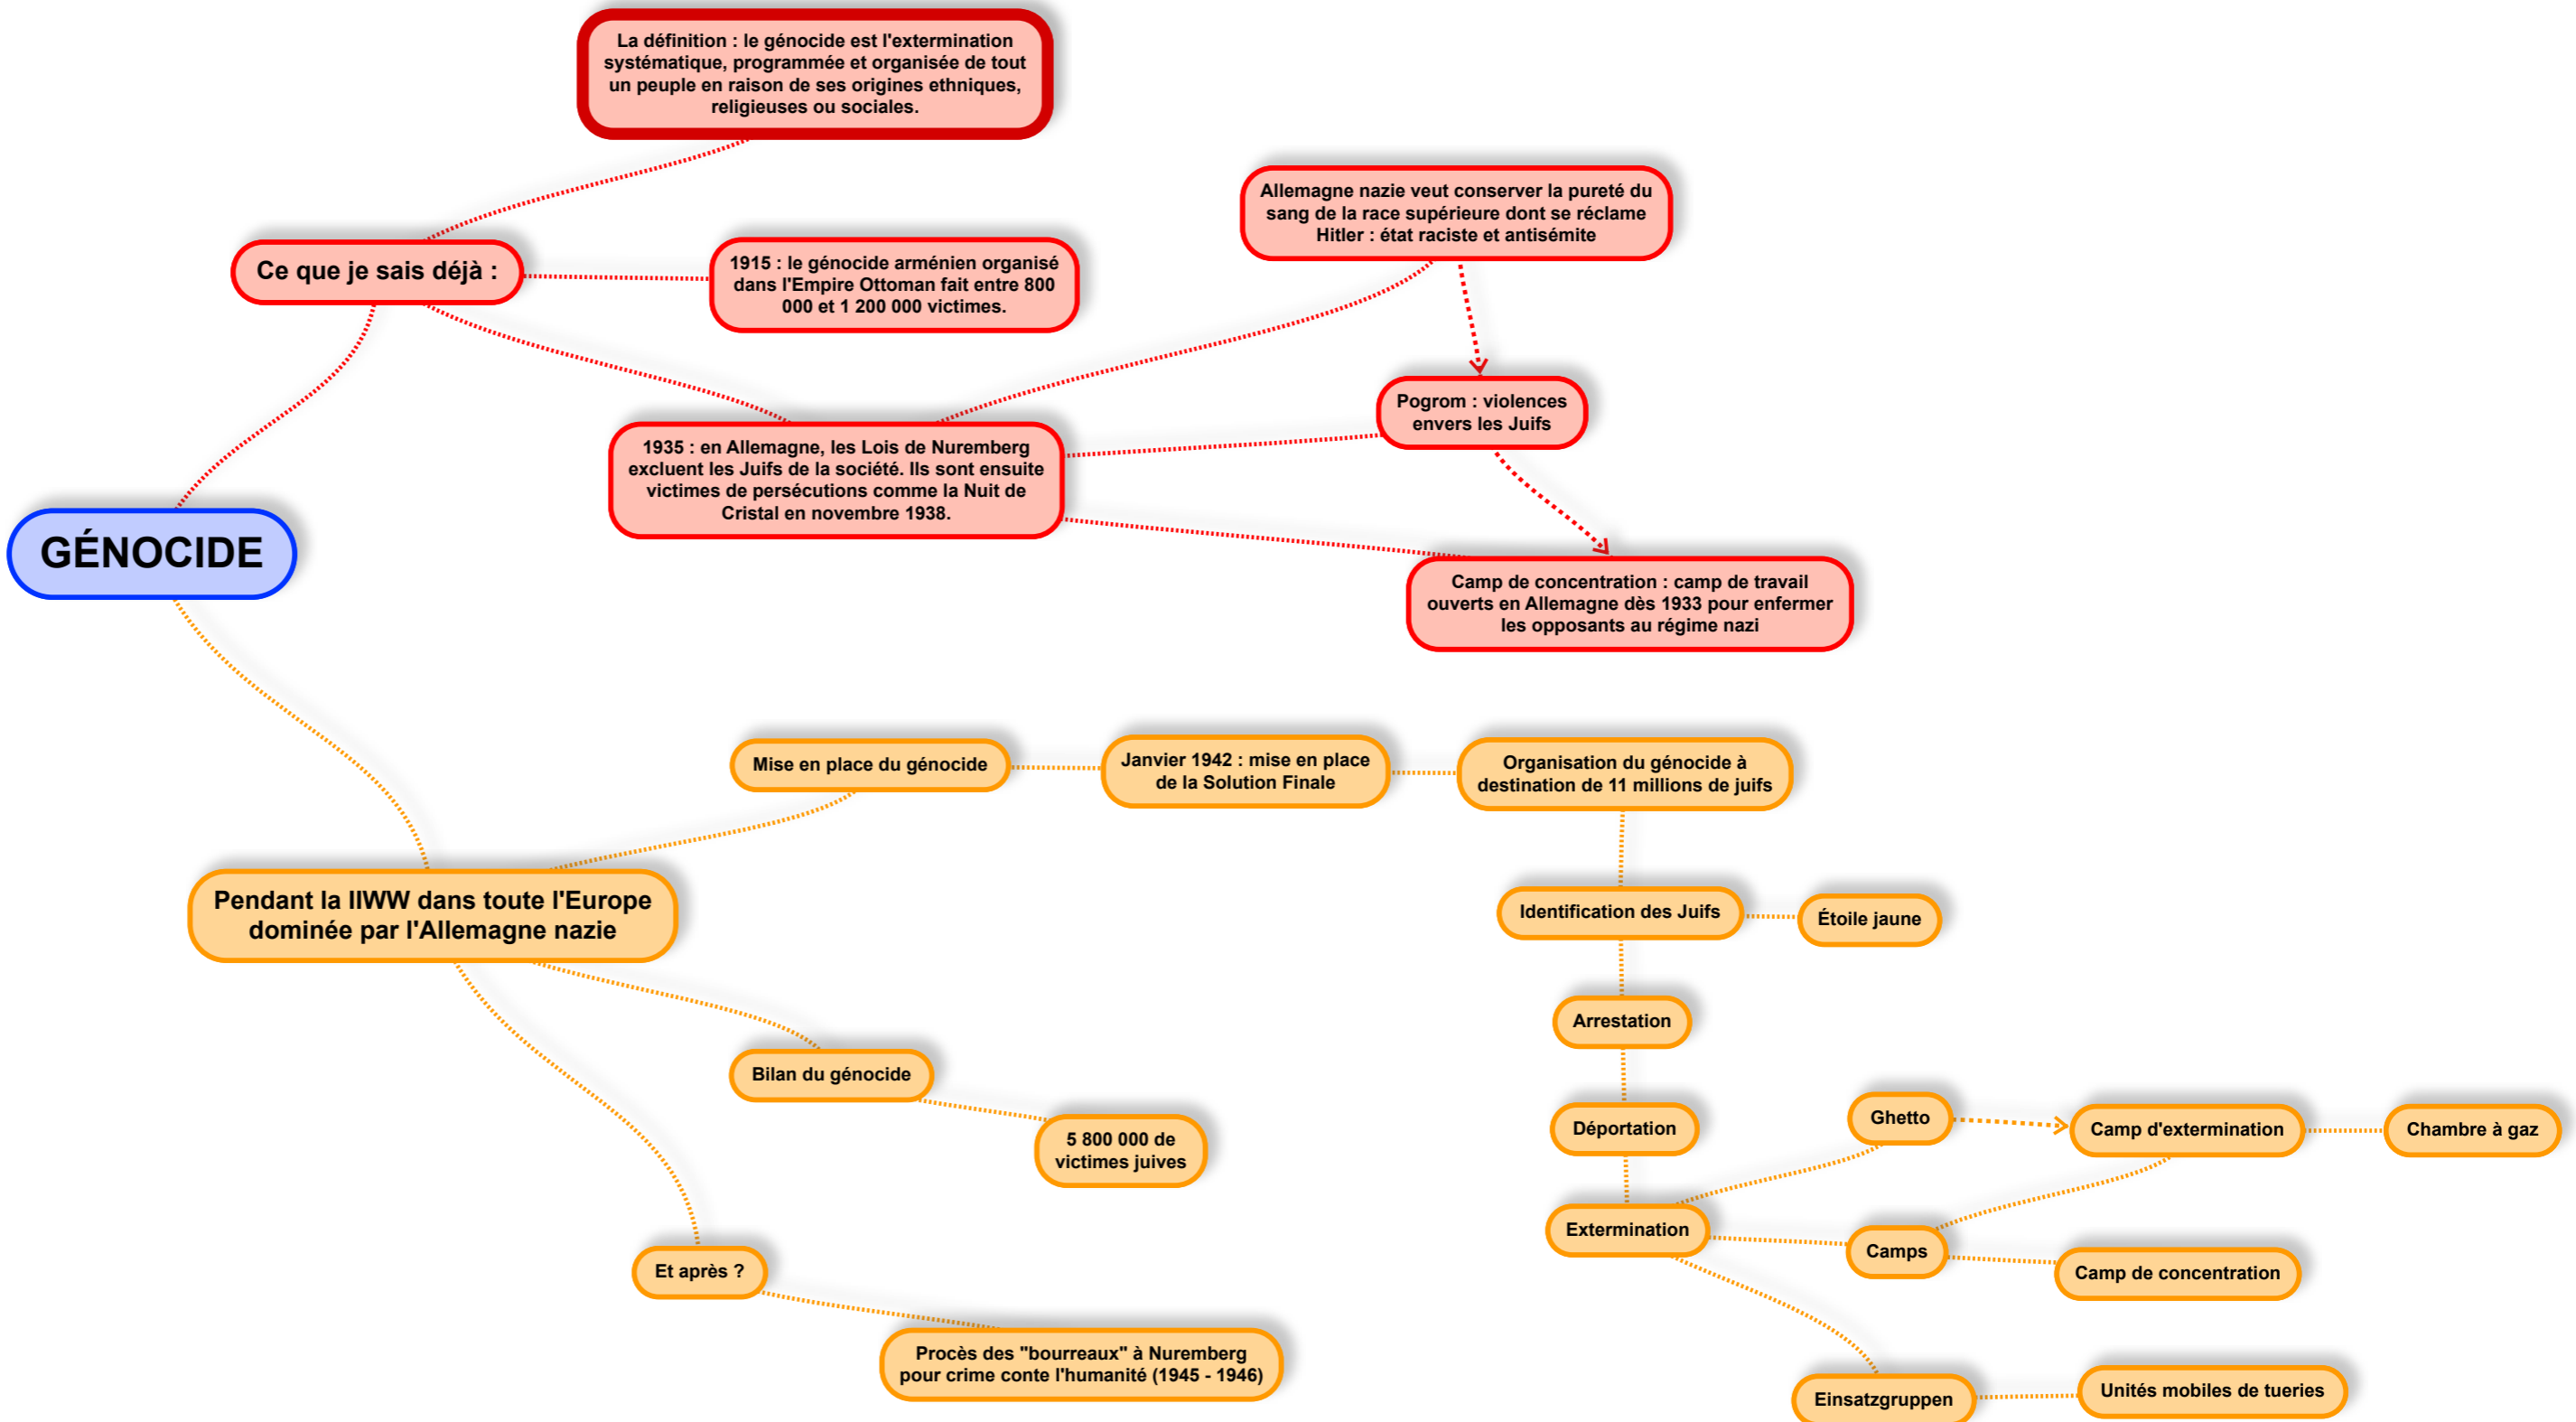 La définition : le génocide est l'extermination
systématique, programmée et organisée de tout
un peuple en raison de ses origines ethniques,
religieuses ou sociales.
Allemagne nazie veut conserver la pureté du
sang de la race supérieure dont se réclame
Hitler : état raciste et antisémite
Ce que je sais déjà :
1915 : le génocide arménien organisé
dans l'Empire Ottoman fait entre 800
000 et 1 200 000 victimes.
Pogrom : violences
envers les Juifs
1935 : en Allemagne, les Lois de Nuremberg
excluent les Juifs de la société. Ils sont ensuite
victimes de persécutions comme la Nuit de
Cristal en novembre 1938.
GÉNOCIDE
Camp de concentration : camp de travail
ouverts en Allemagne dès 1933 pour enfermer
les opposants au régime nazi
Mise en place du génocide
Janvier 1942 : mise en place
de la Solution Finale
Organisation du génocide à
destination de 11 millions de juifs
Pendant la IIWW dans toute l'Europe
dominée par l'Allemagne nazie
Identification des Juifs
Étoile jaune
Arrestation
Bilan du génocide
5 800 000 de
victimes juives
Déportation
Ghetto
Camp d'extermination
Chambre à gaz
Extermination
Camps
Camp de concentration
Et après ?
Procès des "bourreaux" à Nuremberg
pour crime conte l'humanité (1945 - 1946)
Einsatzgruppen
Unités mobiles de tueries